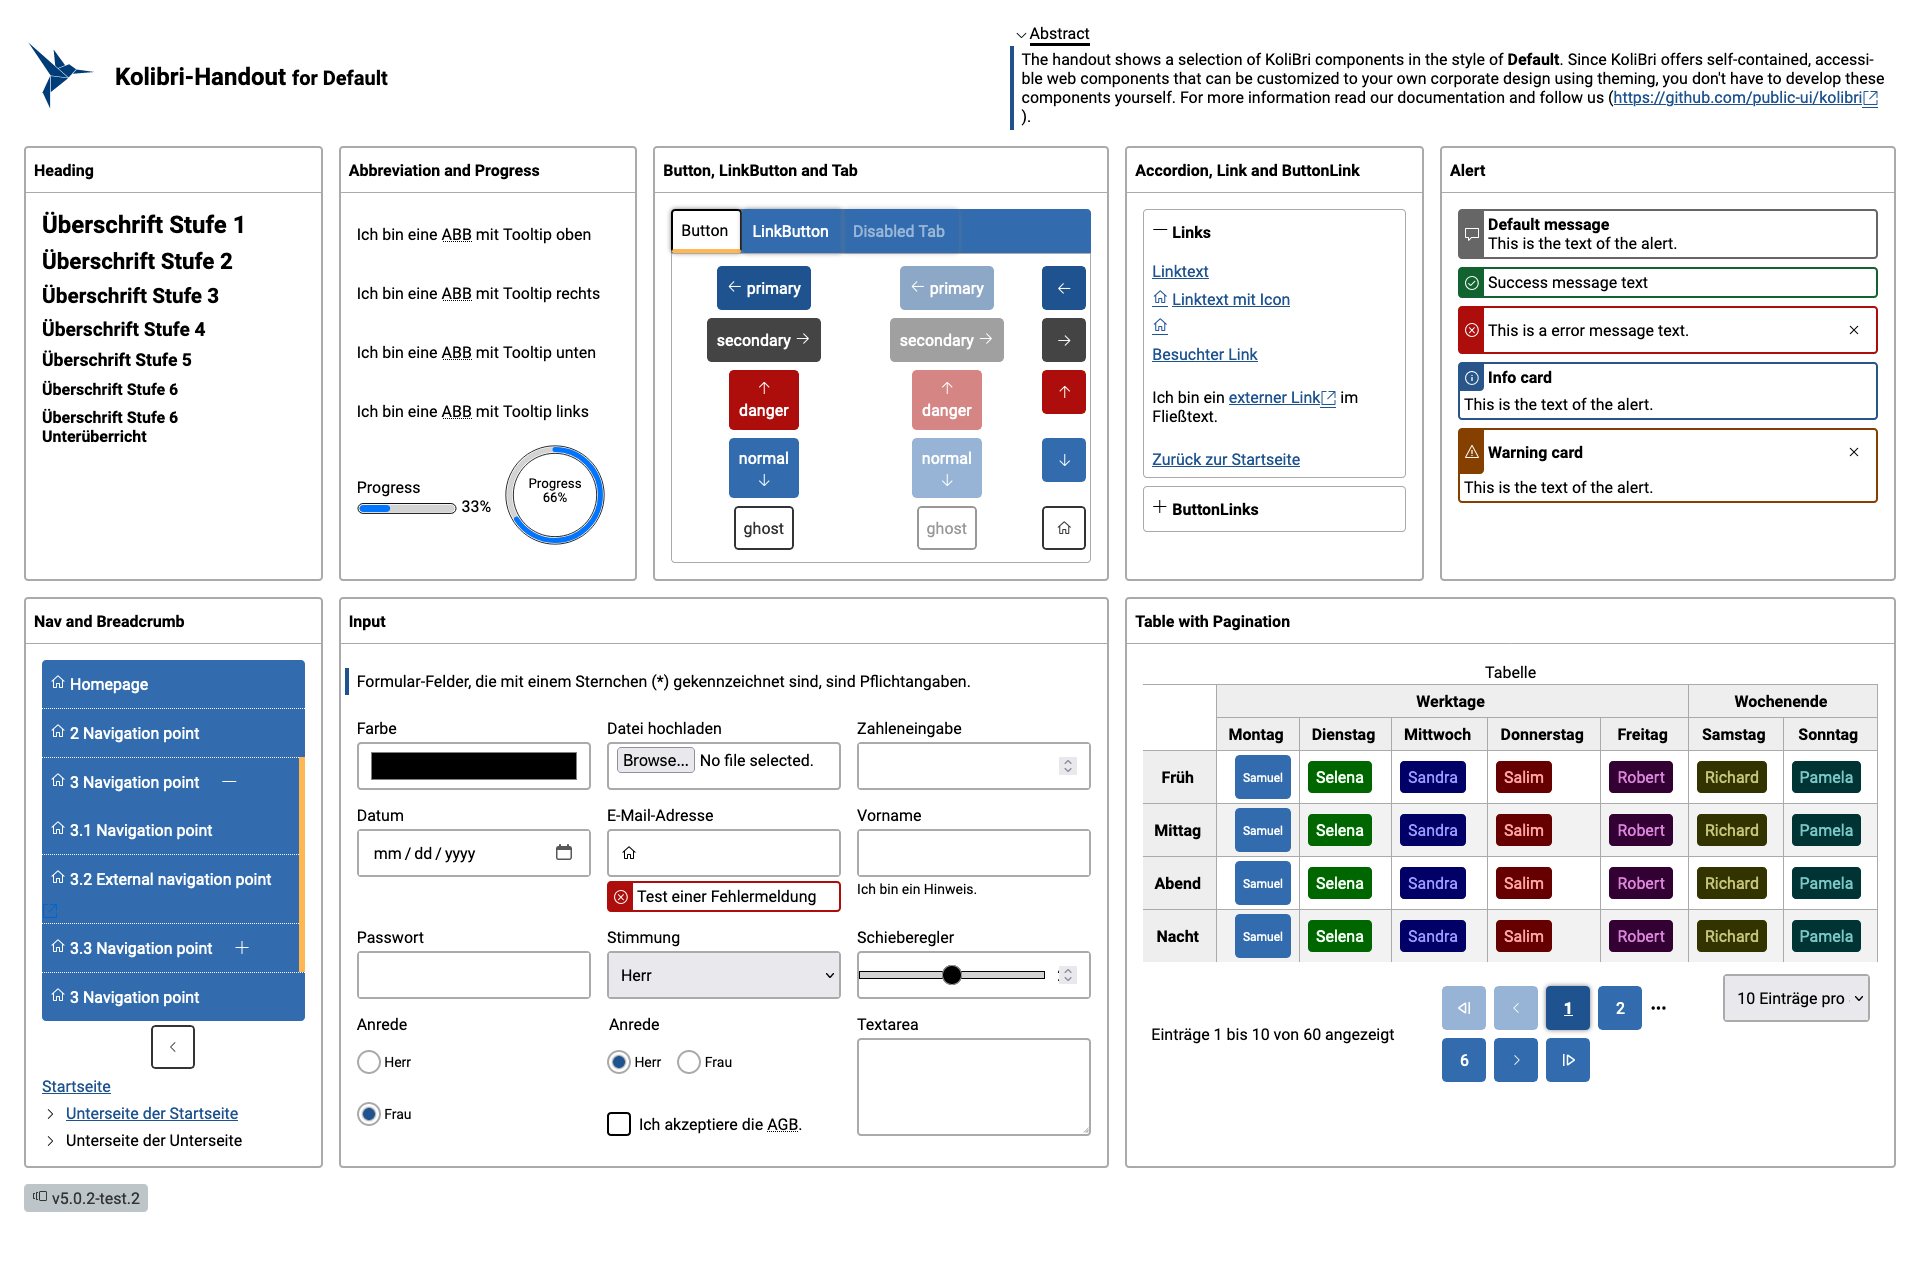 Kolibri-Handout for Default
Abstract
The handout shows a selection of KoliBri components in the style of Default. Since KoliBri offers self-contained, accessi-
ble web components that can be customized to your own corporate design using theming, you don't have to develop these
components yourself. For more information read our documentation and follow us (https://github.com/public-ui/kolibri
).
Heading
Überschrift Stufe 1
Überschrift Stufe 2
Überschrift Stufe 3
Überschrift Stufe 4
Überschrift Stufe 5
Überschrift Stufe 6
Überschrift Stufe 6
Unterüberricht
Abbreviation and Progress
Ich bin eine ABB mit Tooltip oben
Ich bin eine ABB mit Tooltip rechts
Ich bin eine ABB mit Tooltip unten
Ich bin eine ABB mit Tooltip links
Progress
33%
Progress
66%
Button, LinkButton and Tab
Button LinkButton Disabled Tab
primary primary
secondary secondary
danger danger
normal normal
ghost ghost
Accordion, Link and ButtonLink
Links
Linktext
Linktext mit Icon
Besuchter Link
Ich bin ein externer Link im
Fließtext.
Zurück zur Startseite
ButtonLinks
Alert
Default message
This is the text of the alert.
Success message text
This is a error message text.
Info card
This is the text of the alert.
Warning card
This is the text of the alert.
Nav and Breadcrumb
Homepage
2 Navigation point
3 Navigation point
3.1 Navigation point
3.2 External navigation point
3.3 Navigation point
3 Navigation point
Startseite
Unterseite der Startseite
Unterseite der Unterseite
Input
Formular-Felder, die mit einem Sternchen (*) gekennzeichnet sind, sind Pflichtangaben.
Farbe
Datei hochladen
Browse... No file selected.
Zahleneingabe
Datum
mm / dd / yyyy
E-Mail-Adresse
Test einer Fehlermeldung
Vorname
Ich bin ein Hinweis.
Passwort
Stimmung
Herr
Schieberegler
Anrede
Herr
Frau
Anrede
Herr Frau
Ich akzeptiere die AGB.
Textarea
Table with Pagination
Tabelle
Werktage Wochenende
Montag Dienstag Mittwoch Donnerstag Freitag Samstag Sonntag
Früh Samuel Selena Sandra Salim Robert Richard Pamela
Mittag Samuel Selena Sandra Salim Robert Richard Pamela
Abend Samuel Selena Sandra Salim Robert Richard Pamela
Nacht Samuel Selena Sandra Salim Robert Richard Pamela
Einträge 1 bis 10 von 60 angezeigt
1 2 ...
6
10 Einträge pro
v5.0.2-test.2